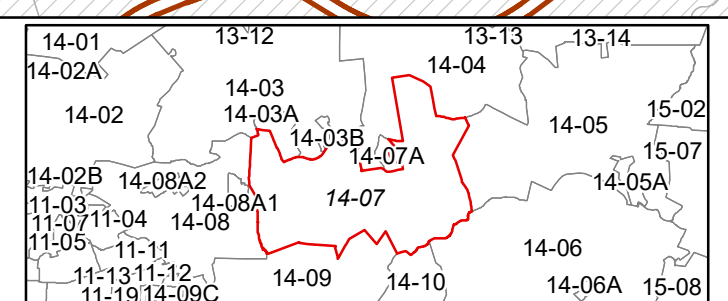 14-01 13-12 13-13 13-14
14-02A 14-04
14-03
14-02 14-03A 14-05 15-02
14-03B
14-07A 15-07
14-02B 14-08A2 14-05A
14-07
11-03 14-08A1
11-07 11-04 14-08
11-05 11-11 14-06
11-13 11-12 14-09 14-10 14-06A 15-08
11-19 14-09C